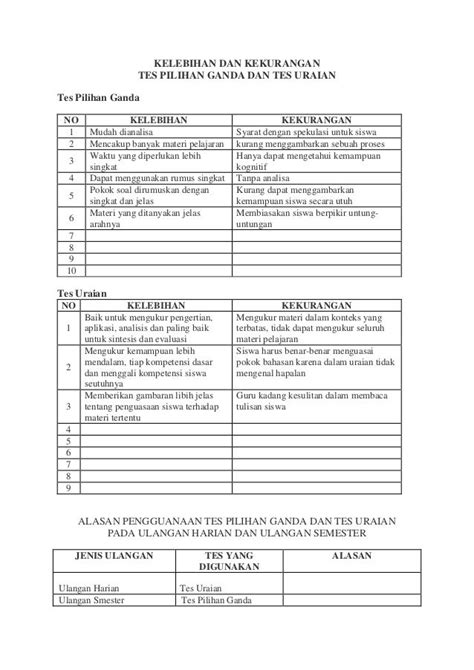 KELEBIHAN DAN KEKURANGAN
TES PILIHAN GANDA DAN TES URAIAN
Tes Pilihan Ganda
NO KELEBIHAN KEKURANGAN
1 Mudah dianalisa Syarat dengan spekulasi untuk siswa
2 Mencakup banyak materi pelajaran kurang menggambarkan sebuah proses
3 Waktu yang diperlukan lebih singkat Hanya dapat mengetahui kemampuan kognitif
4 Dapat menggunakan rumus singkat Tanpa analisa
5 Pokok soal dirumuskan dengan singkat dan jelas Kurang dapat menggambarkan kemampuan siswa secara utuh
6 Materi yang ditanyakan jelas arahnya Membiasakan siswa berpikir untung-untungan
7
8
9
10
Tes Uraian
NO KELEBIHAN KEKURANGAN
1 Baik untuk mengukur pengertian, aplikasi, analisis dan paling baik untuk sintesis dan evaluasi Mengukur materi dalam konteks yang terbatas, tidak dapat mengukur seluruh materi pelajaran
2 Mengukur kemampuan lebih mendalam, tiap kompetensi dasar dan menggali kompetensi siswa seutuhnya Siswa harus benar-benar menguasai pokok bahasan karena dalam uraian tidak mengenal hapalan
3 Memberikan gambaran libih jelas tentang penguasaan siswa terhadap materi tertentu Guru kadang kesulitan dalam membaca tulisan siswa
4
5
6
7
8
9
ALASAN PENGGUANAAN TES PILIHAN GANDA DAN TES URAIAN
PADA ULANGAN HARIAN DAN ULANGAN SEMESTER
JENIS ULANGAN TES YANG DIGUNAKAN ALASAN
Ulangan Harian Tes Uraian
Ulangan Smester Tes Pilihan Ganda